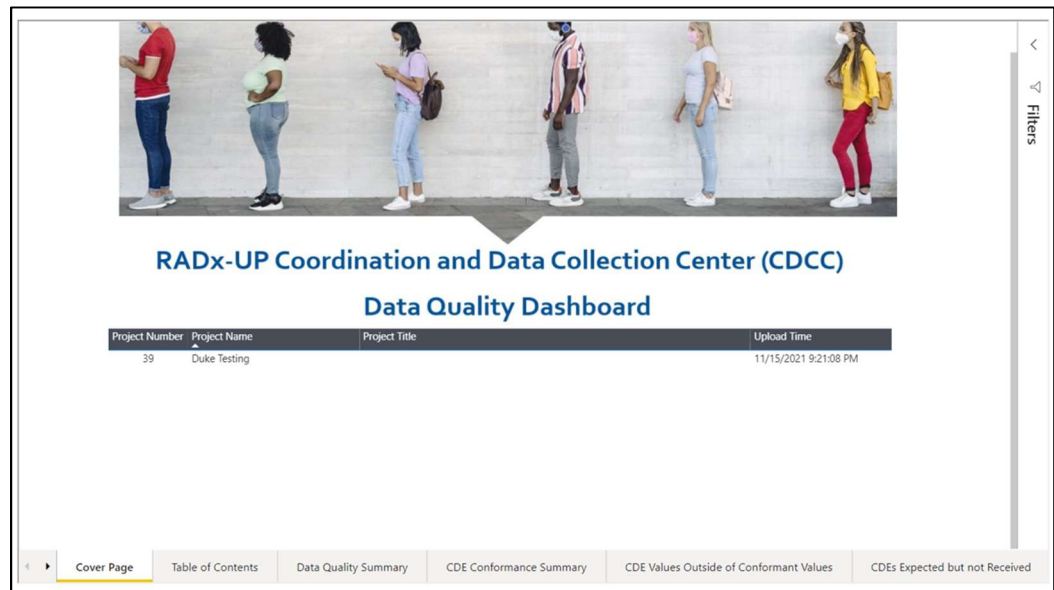 Filters
RADx-UP Coordination and Data Collection Center (CDCC)
Data Quality Dashboard
Project Number Project Name Project Title Upload Time
39 Duke Testing 11/15/2021 9:21:08 PM
Cover Page Table of Contents Data Quality Summary CDE Conformance Summary CDE Values Outside of Conformant Values CDEs Expected but not Received